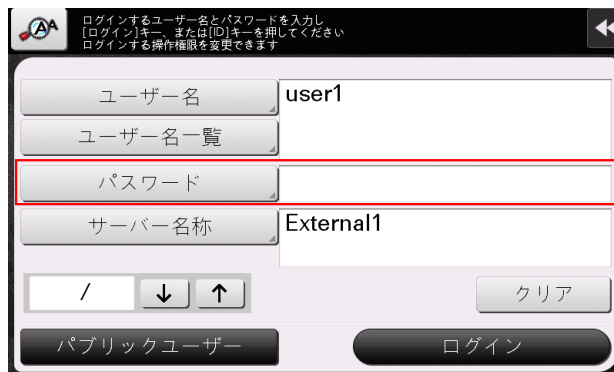 ログインするユーザー名とパスワードを入力し
[ログイン]キー、または[ID]キーを押してください
ログインする操作権限を変更できます
ユーザー名
user1
ユーザー名一覧
パスワード
サーバー名称
External1
/
↓ ↑
クリア
パブリックユーザー
ログイン